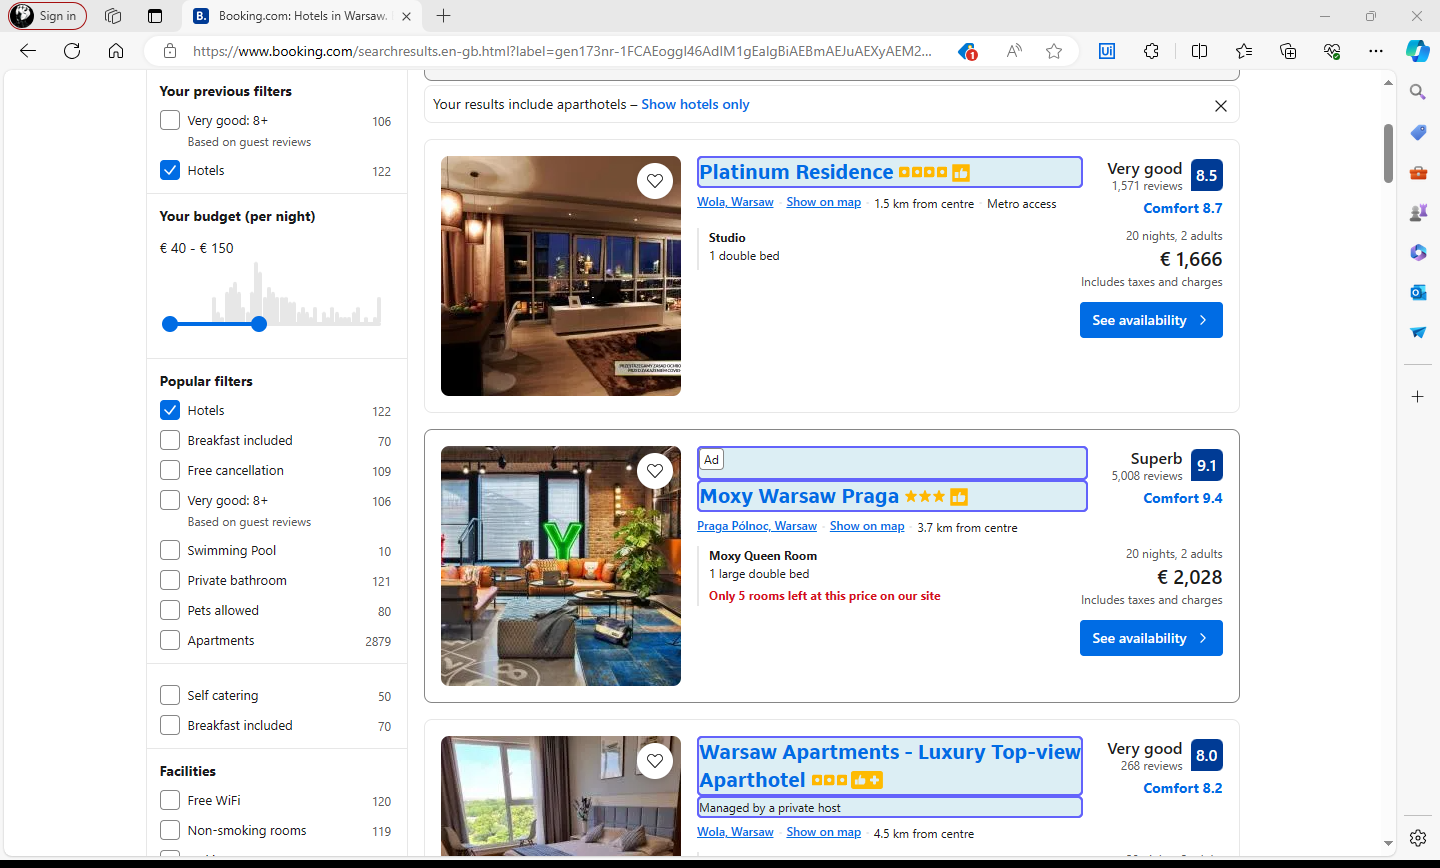 Sign in
Booking.com: Hotels in Warsaw.
https://www.booking.com/searchresults.en-gb.html?label=gen173nr-1FCAEoggI46AdIM1gEaIgBiAEBmAEJuAEXyAEM2...
1
Ui
Your previous filters
Very good: 8+ 106
Based on guest reviews
Hotels 122
Your budget (per night)
€ 40 - € 150
Popular filters
Hotels 122
Breakfast included 70
Free cancellation 109
Very good: 8+ 106
Based on guest reviews
Swimming Pool 10
Private bathroom 121
Pets allowed 80
Apartments 2879
Self catering 50
Breakfast included 70
Facilities
Free WiFi 120
Non-smoking rooms 119
Your results include aparthotels – Show hotels only
Platinum Residence
Very good 8.5
1,571 reviews
Wola, Warsaw Show on map 1.5 km from centre Metro access
Comfort 8.7
Studio
1 double bed
20 nights, 2 adults
€ 1,666
Includes taxes and charges
See availability
Ad
Moxy Warsaw Praga
Superb 9.1
5,008 reviews
Comfort 9.4
Praga Północ, Warsaw Show on map 3.7 km from centre
Moxy Queen Room
1 large double bed
Only 5 rooms left at this price on our site
20 nights, 2 adults
€ 2,028
Includes taxes and charges
See availability
Warsaw Apartments - Luxury Top-view
Aparthotel
Managed by a private host
Very good 8.0
268 reviews
Comfort 8.2
Wola, Warsaw Show on map 4.5 km from centre